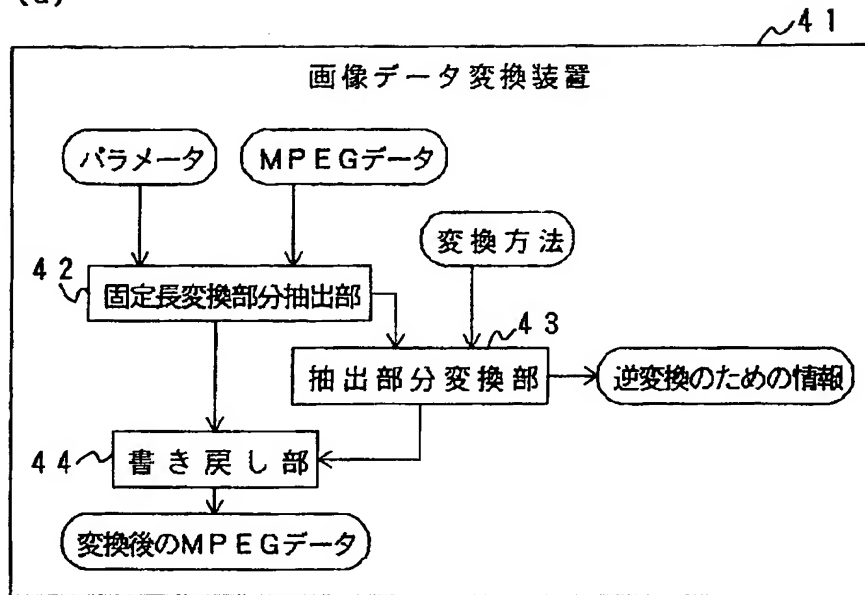 41
画像データ変換装置
パラメータ
MPEGデータ
変換方法
42
固定長変換部分抽出部
43
抽出部分変換部
逆変換のための情報
44
書き戻し部
変換後のMPEGデータ